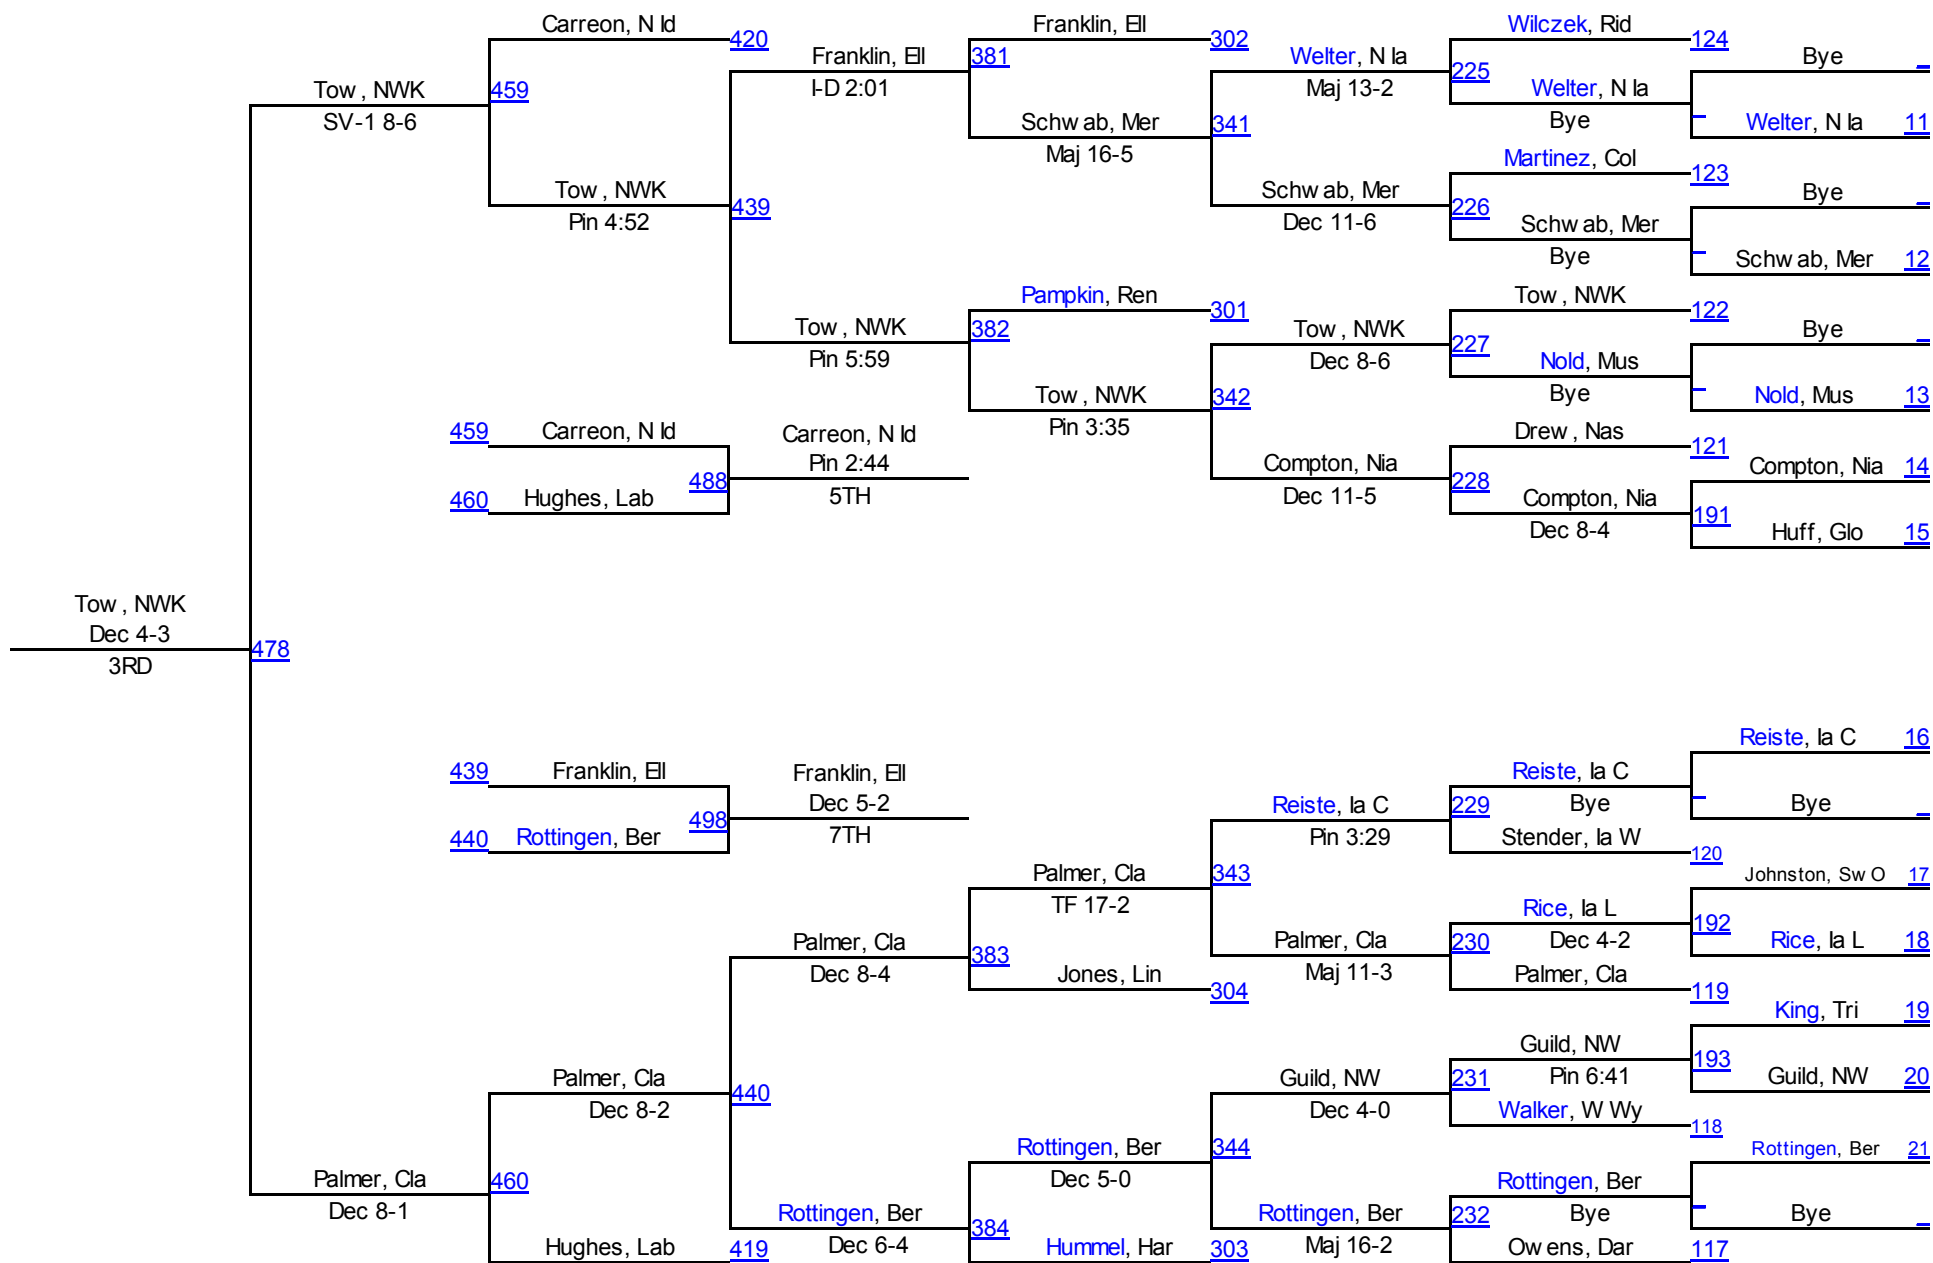 Carreon, N Id
Franklin, Ell
Wilczek, Rid
420
302
124
Franklin, Ell
381
Welter, N Ia
Bye
I-D 2:01
Maj 13-2
225
Tow , NWK
459
Welter, N Ia
SV-1 8-6
Schw ab, Mer
341
Bye
Welter, N Ia 11
Maj 16-5
Martinez, Col
123
Tow , NWK
439
Schw ab, Mer
226
Bye
Pin 4:52
Dec 11-6
Schw ab, Mer
Bye
Schw ab, Mer 12
Pampkin, Ren
301
Tow , NWK
122
Tow , NWK
382
Tow , NWK
227
Bye
Pin 5:59
Dec 8-6
Nold, Mus
Tow , NWK
342
Bye
Nold, Mus 13
Pin 3:35
459 Carreon, N Id
Carreon, N Id
Drew , Nas
121
Pin 2:44
Compton, Nia
Compton, Nia 14
488
5TH
Dec 11-5
228
460 Hughes, Lab
Compton, Nia
191
Dec 8-4
Huff, Glo 15
Tow , NWK
Dec 4-3
478
3RD
Reiste, Ia C 16
439 Franklin, Ell
Franklin, Ell
Reiste, Ia C
Dec 5-2
Reiste, Ia C
229
Bye
Bye
498
7TH
Pin 3:29
440 Rottingen, Ber
Stender, Ia W
120
Palmer, Cla
343
Johnston, Sw O 17
TF 17-2
Rice, Ia L
192
Palmer, Cla
383
Palmer, Cla
230
Dec 4-2
Rice, Ia L 18
Dec 8-4
Jones, Lin
Maj 11-3
Palmer, Cla
304
119
King, Tri 19
Guild, NW
193
Palmer, Cla
440
Guild, NW
231
Pin 6:41
Guild, NW 20
Dec 8-2
Dec 4-0
Walker, W Wy
118
Rottingen, Ber
344
Rottingen, Ber 21
Palmer, Cla
460
Dec 5-0
Rottingen, Ber
Dec 8-1
Rottingen, Ber
384
Rottingen, Ber
232
Bye
Bye
Hughes, Lab
419
Dec 6-4
Hummel, Har
303
Maj 16-2
Ow ens, Dar
117